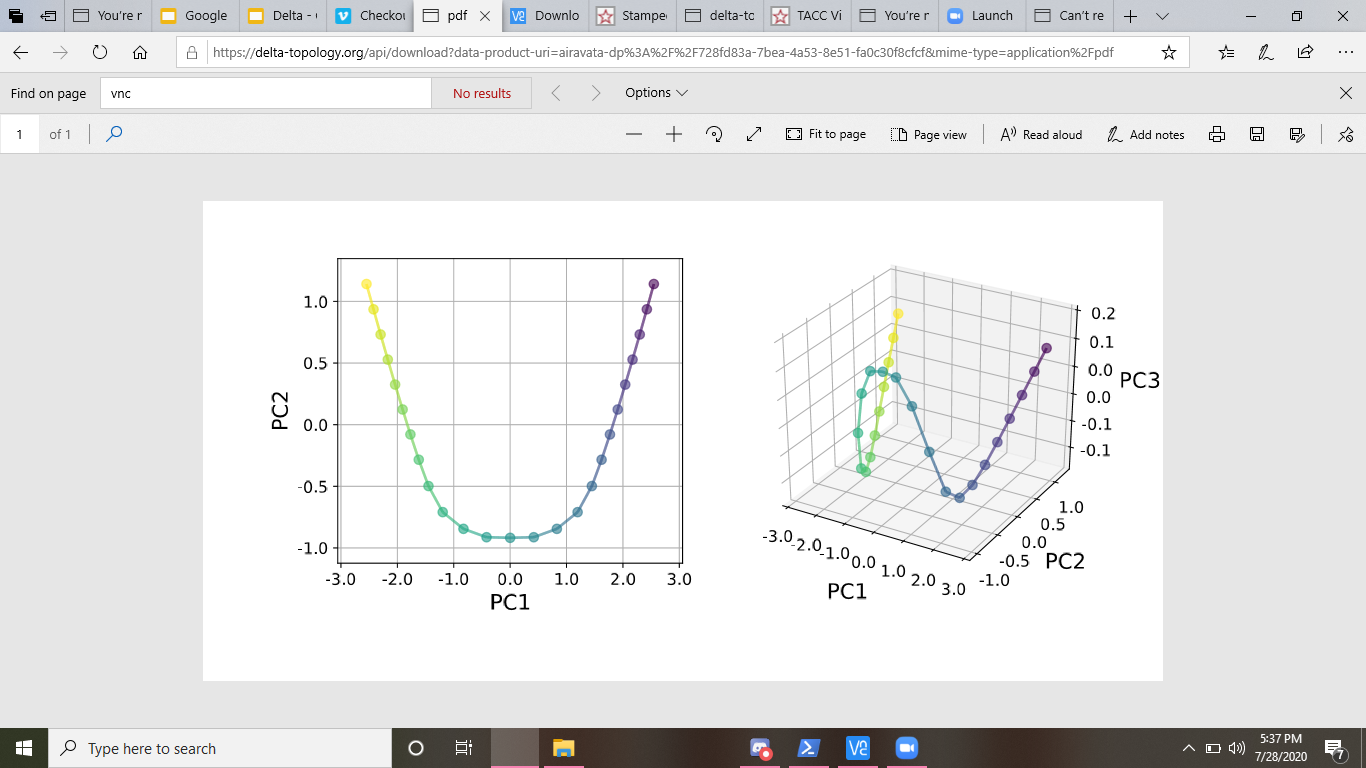 You're r
Google
Delta - (
Checkou
pdf
Downlo
Stampe
delta-to
TACC Vi
You're r
Launch
Can't re
https://delta-topology.org/api/download?data-product-uri=airavata-dp%3A%2F%2F728fd83a-7bea-4a53-8e51-fa0c30f8cfcf&mime-type=application%2Fpdf
Find on page
vnc
No results
Options
1 of 1
Fit to page
Page view
Read aloud
Add notes
1.0
0.5
0.0
-0.5
-1.0
PC2
-3.0 -2.0 -1.0 0.0 1.0 2.0 3.0
PC1
0.2
0.1
0.0
0.0
-0.1
-0.1
PC3
1.0
0.5
0.0
-0.5
-1.0
PC2
-3.0 -2.0 -1.0 0.0 1.0 2.0 3.0
PC1
Type here to search
5:37 PM
7/28/2020
7